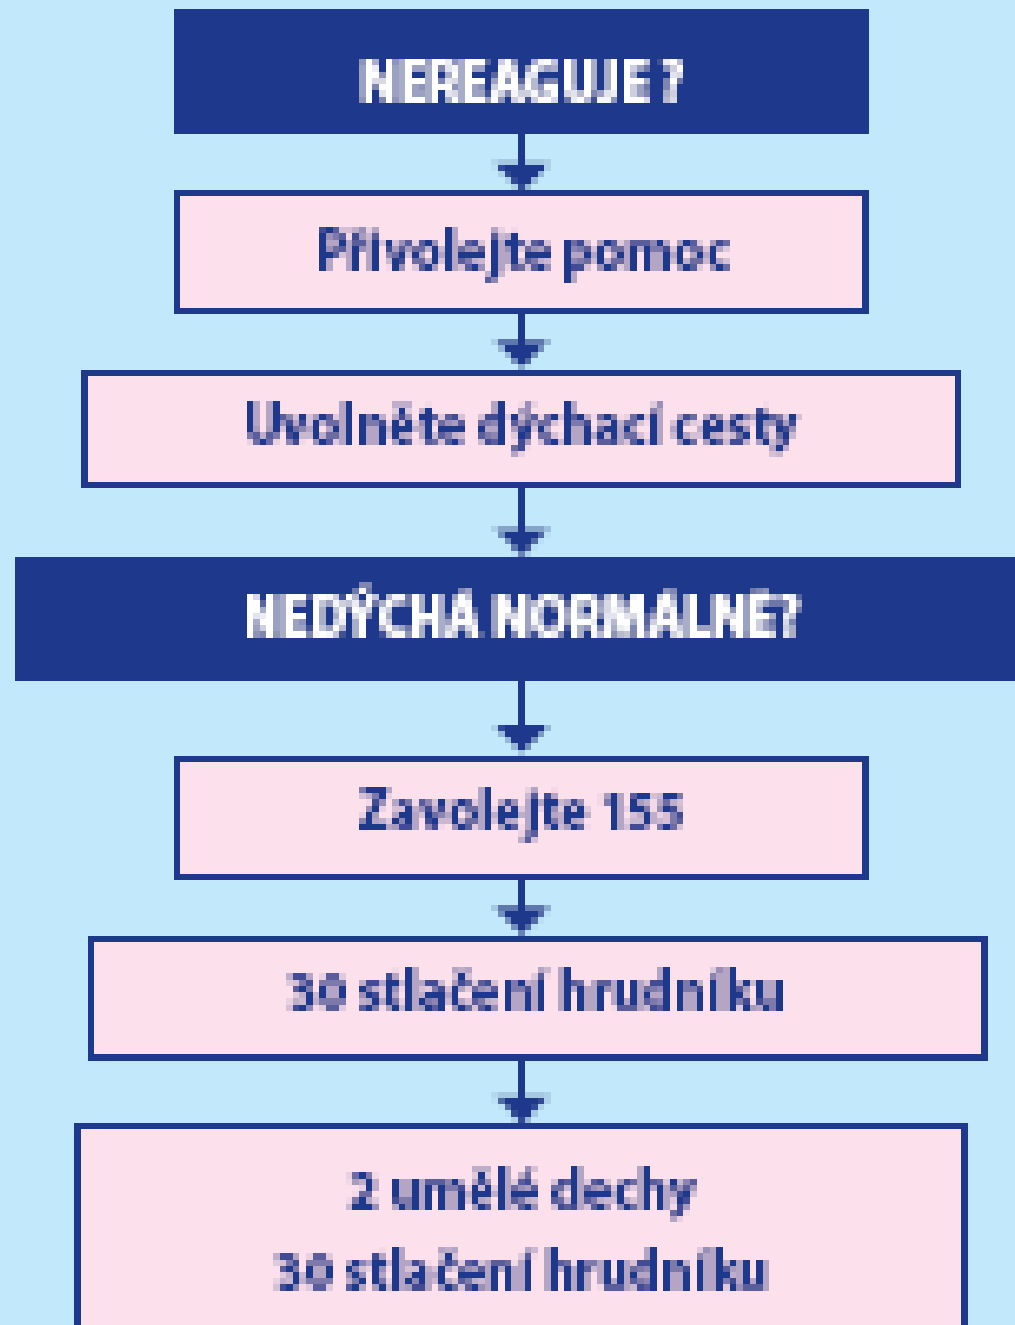 NEREAGUJE ?
Přivolejte pomoc
Uvolněte dýchací cesty
NEDÝCHÁ NORMÁLNĚ?
Zavolejte 155
30 stlačení hrudníku
2 umělé dechy
30 stlačení hrudníku